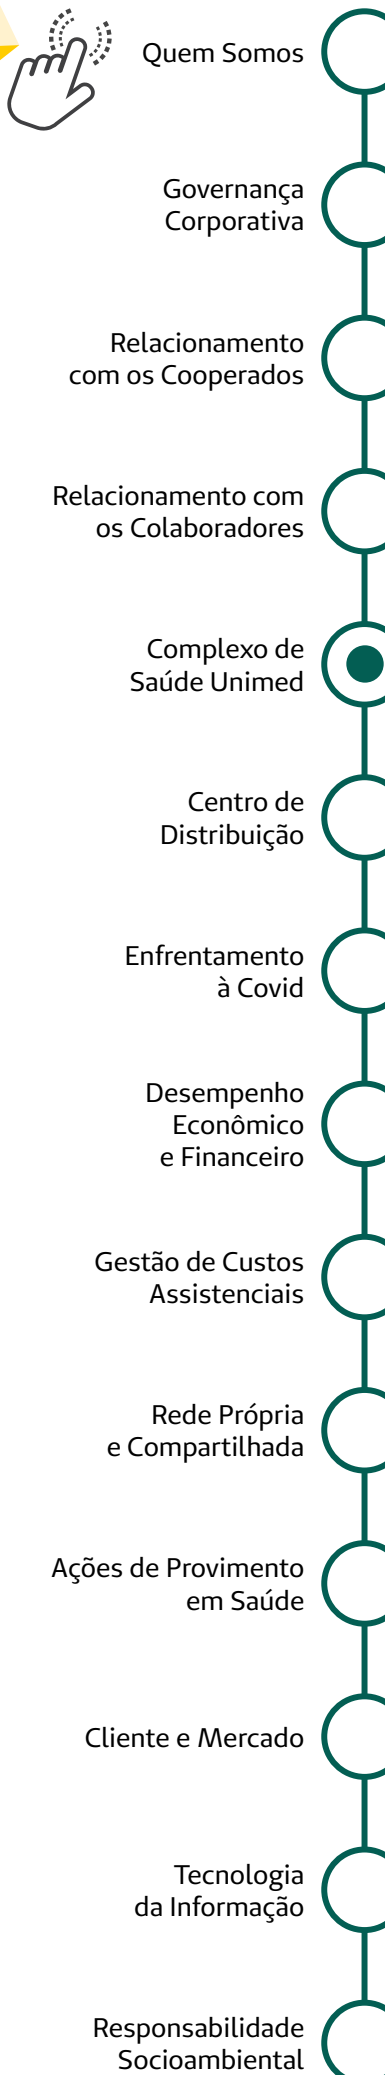 Quem Somos
Governança
Corporativa
Relacionamento
com os Cooperados
Relacionamento com
os Colaboradores
Complexo de
Saúde Unimed
Centro de
Distribuição
Enfrentamento
à Covid
Desempenho
Econômico
e Financeiro
Gestão de Custos
Assistenciais
Rede Própria
e Compartilhada
Ações de Provimento
em Saúde
Cliente e Mercado
Tecnologia
da Informação
Responsabilidade
Socioambiental